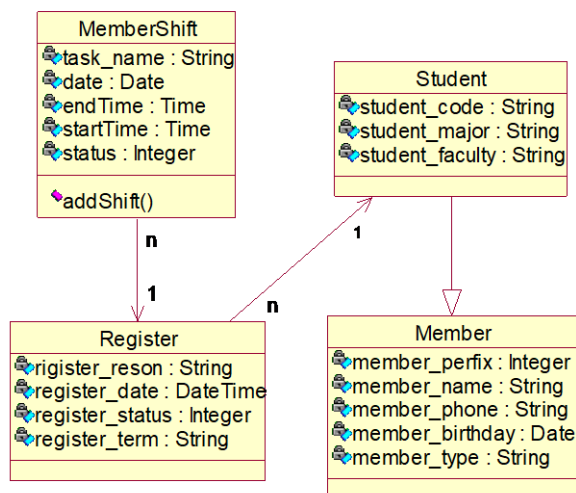 MemberShift
task_name : String
date : Date
endTime : Time
startTime : Time
status : Integer
addShift()
Student
student_code : String
student_major : String
student_faculty : String
n
1
1
n
Register
rigister_reson : String
register_date : DateTime
register_status : Integer
register_term : String
Member
member_perfix : Integer
member_name : String
member_phone : String
member_birthday : Date
member_type : String